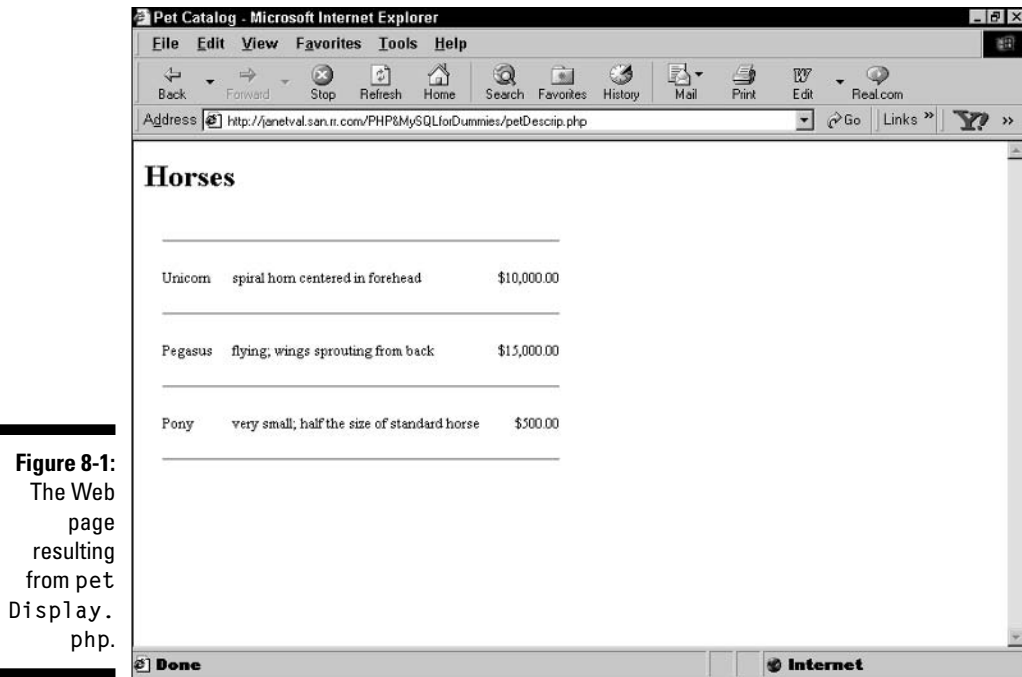 Pet Catalog - Microsoft Internet Explorer
File Edit View Favorites Tools Help
Back Forward Stop Refresh Home Search Favorites History Mail Print Edit Real.com
Address http://janetval.san.rr.com/PHP&MySQLforDummies/petDescrip.php Go Links » Y? »
Horses
Unicorn spiral horn centered in forehead $10,000.00
Pegasus flying; wings sprouting from back $15,000.00
Pony very small; half the size of standard horse $500.00
Done Internet
Figure 8-1:
The Web
page
resulting
from pet
Display.
php.